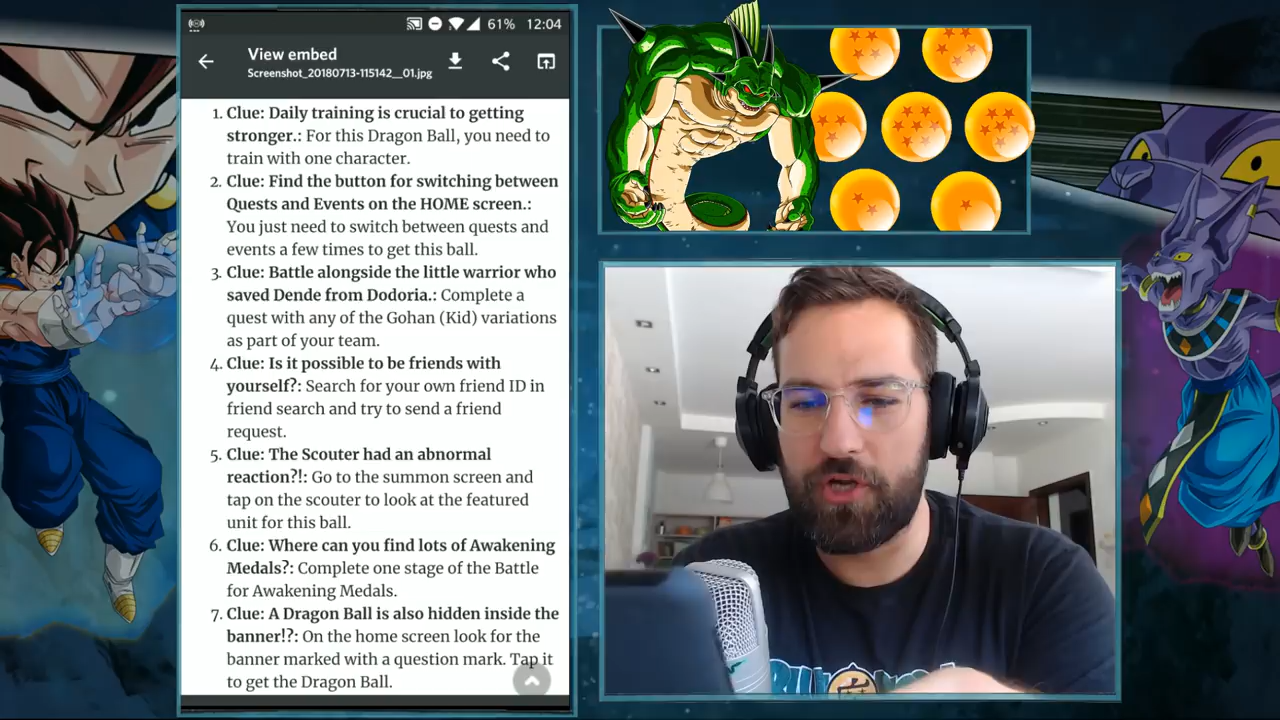 61% 12:04
View embed
Screenshot_20180713-115142__01.jpg
1. Clue: Daily training is crucial to getting
stronger.: For this Dragon Ball, you need to
train with one character.
2. Clue: Find the button for switching between
Quests and Events on the HOME screen.:
You just need to switch between quests and
events a few times to get this ball.
3. Clue: Battle alongside the little warrior who
saved Dende from Dodoria.: Complete a
quest with any of the Gohan (Kid) variations
as part of your team.
4. Clue: Is it possible to be friends with
yourself?: Search for your own friend ID in
friend search and try to send a friend
request.
5. Clue: The Scouter had an abnormal
reaction?!: Go to the summon screen and
tap on the scouter to look at the featured
unit for this ball.
6. Clue: Where can you find lots of Awakening
Medals?: Complete one stage of the Battle
for Awakening Medals.
7. Clue: A Dragon Ball is also hidden inside the
banner!?: On the home screen look for the
banner marked with a question mark. Tap it
to get the Dragon Ball.